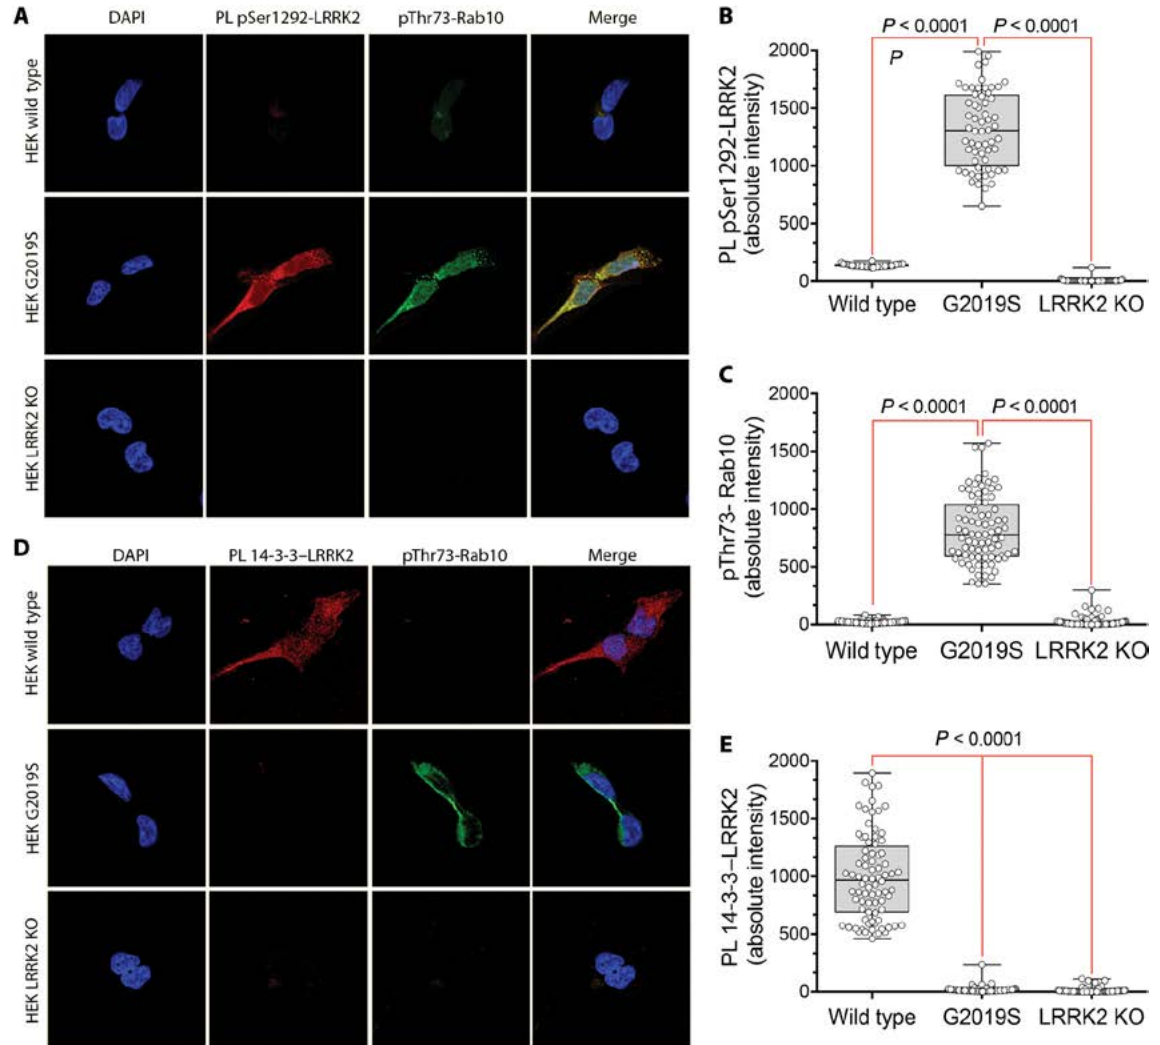 A
DAPI PL pSer1292-LRRK2 pThr73-Rab10 Merge
HEK wild type
HEK G2019S
HEK LRRK2 KO
B
P < 0.0001 P < 0.0001
P
PL pSer1292-LRRK2
(absolute intensity)
2000
1500
1000
500
0
Wild type G2019S LRRK2 KO
C
P < 0.0001 P < 0.0001
pThr73- Rab10
(absolute intensity)
2000
1500
1000
500
0
Wild type G2019S LRRK2 KO
D
DAPI PL 14-3-3–LRRK2 pThr73-Rab10 Merge
HEK wild type
HEK G2019S
HEK LRRK2 KO
E
P < 0.0001
PL 14-3-3–LRRK2
(absolute intensity)
2000
1500
1000
500
0
Wild type G2019S LRRK2 KO